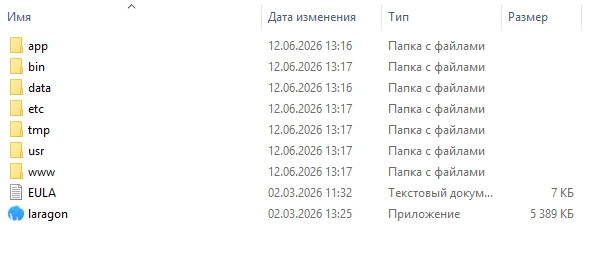 Имя Дата изменения Тип Размер
app 12.06.2026 13:16 Папка с файлами
bin 12.06.2026 13:17 Папка с файлами
data 12.06.2026 13:16 Папка с файлами
etc 12.06.2026 13:17 Папка с файлами
tmp 12.06.2026 13:17 Папка с файлами
usr 12.06.2026 13:17 Папка с файлами
www 12.06.2026 13:17 Папка с файлами
EULA 02.03.2026 11:32 Текстовый докум... 7 КБ
laragon 02.03.2026 13:25 Приложение 5 389 КБ